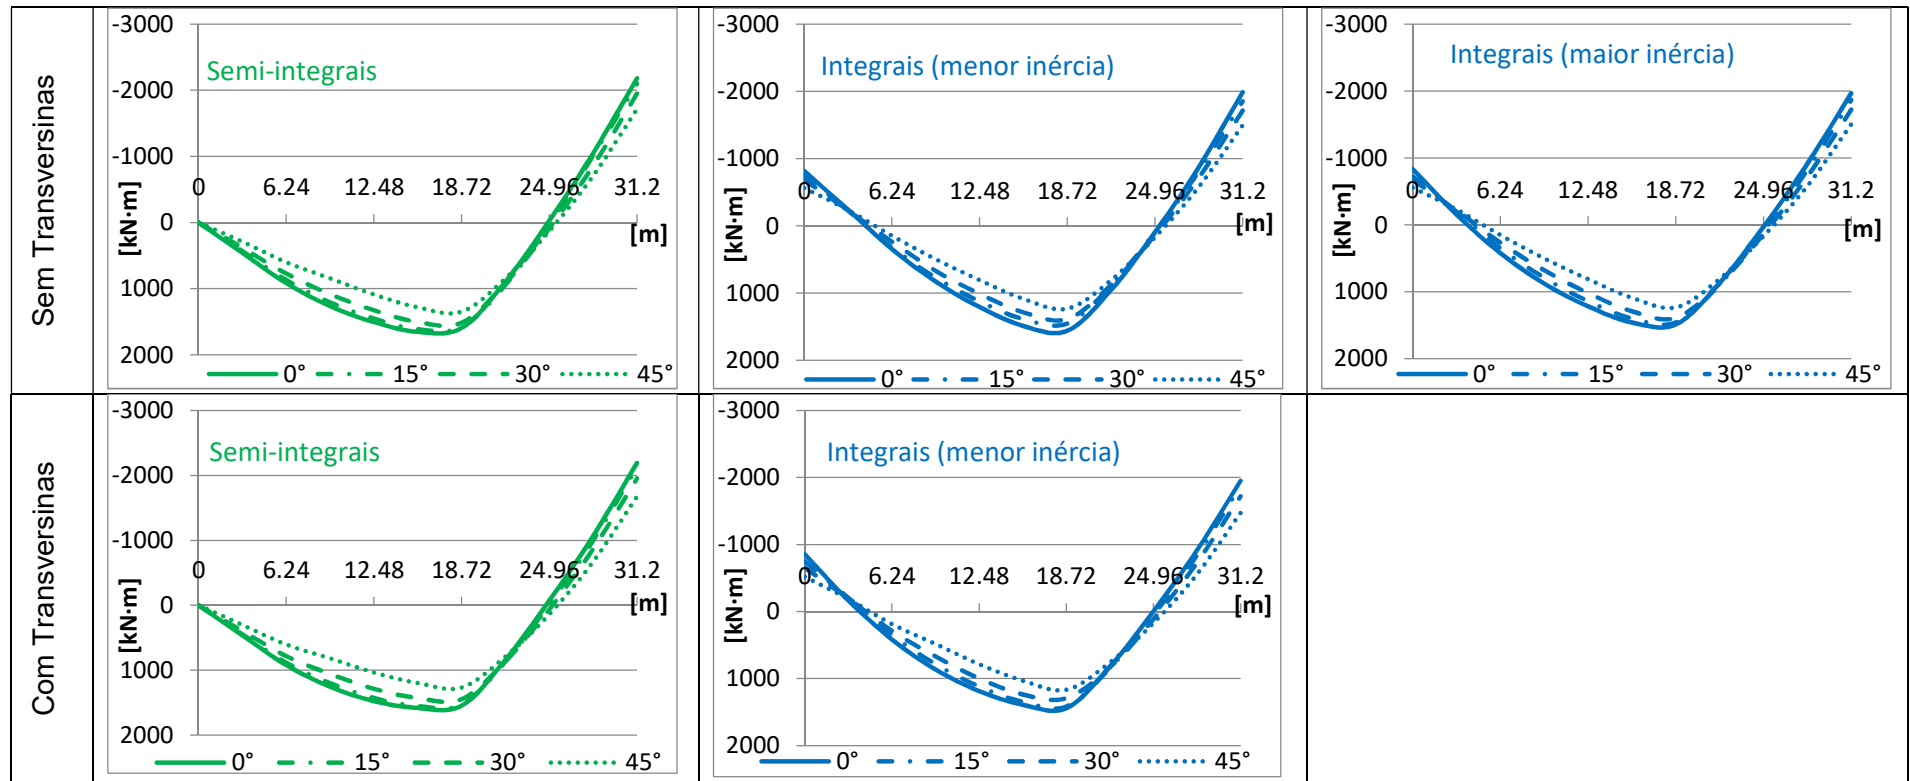 Sem Transversinas
-3000
-2000
-1000
0
1000
2000
[kN·m]
Semi-integrais
0 6.24 12.48 18.72 24.96 31.2
[m]
0° 15° 30° 45°
-3000
-2000
-1000
0
1000
2000
[kN·m]
Integrais (menor inércia)
0 6.24 12.48 18.72 24.96 31.2
[m]
0° 15° 30° 45°
-3000
-2000
-1000
0
1000
2000
[kN·m]
Integrais (maior inércia)
0 6.24 12.48 18.72 24.96 31.2
[m]
0° 15° 30° 45°
Com Transversinas
-3000
-2000
-1000
0
1000
2000
[kN·m]
Semi-integrais
0 6.24 12.48 18.72 24.96 31.2
[m]
0° 15° 30° 45°
-3000
-2000
-1000
0
1000
2000
[kN·m]
Integrais (menor inércia)
0 6.24 12.48 18.72 24.96 31.2
[m]
0° 15° 30° 45°